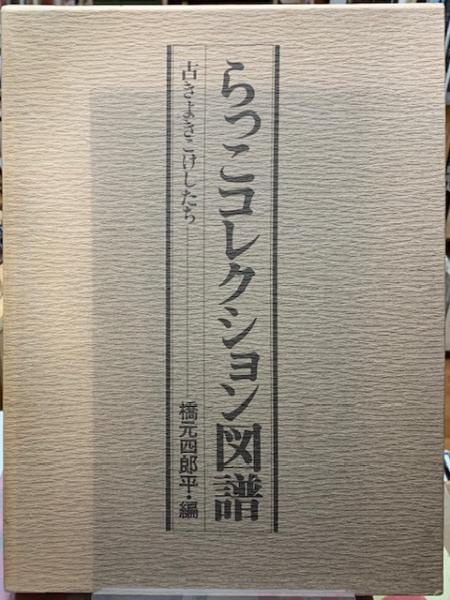 らっこコレクション図譜
古きよきこけしたち
橋元四郎平・編